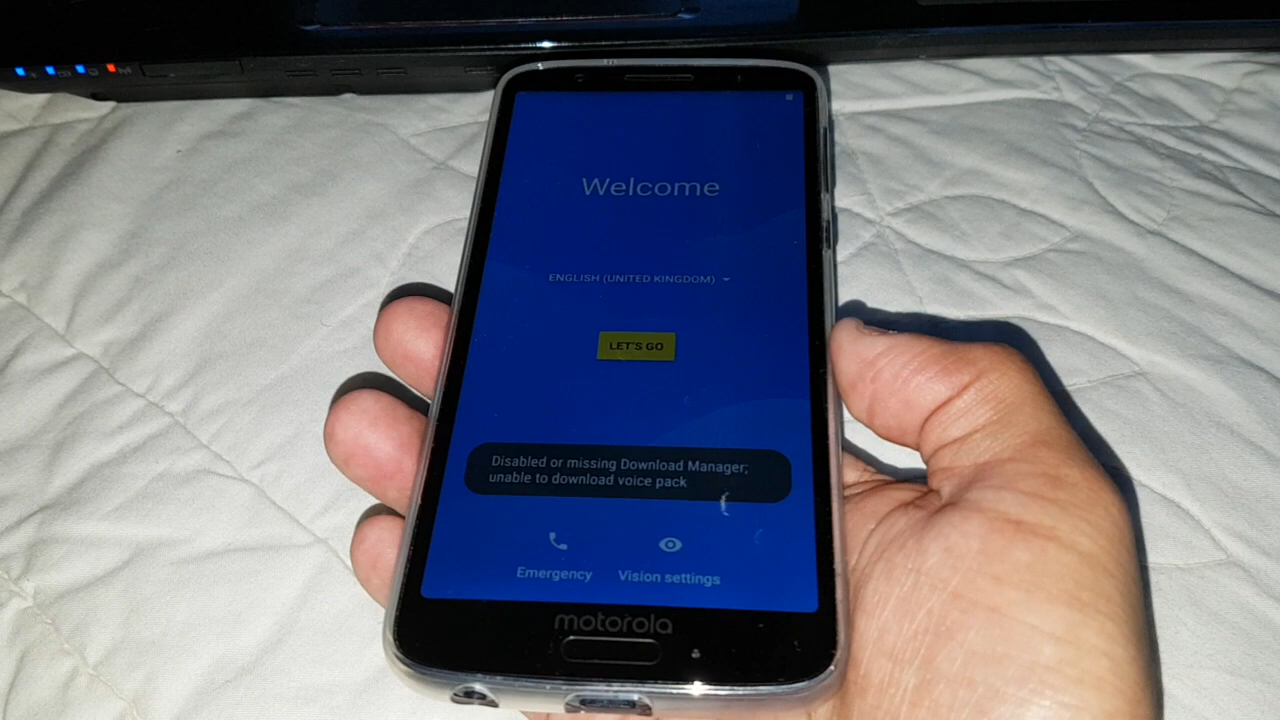 Welcome
ENGLISH (UNITED KINGDOM)
LET'S GO
Disabled or missing Download Manager;
unable to download voice pack
Emergency
Vision settings
motorola